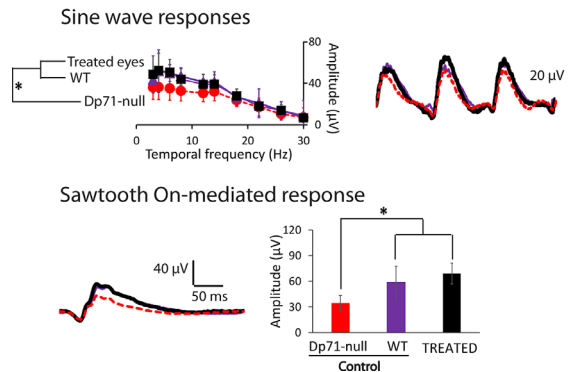 Sine wave responses
Treated eyes
WT
*
Dp71-null
80
40
0
Amplitude (µV)
0
10
20
30
Temporal frequency (Hz)
20 µV
Sawtooth On-mediated response
40 µV
50 ms
*
Amplitude (µV)
120
90
60
30
0
Dp71-null
WT
TREATED
Control